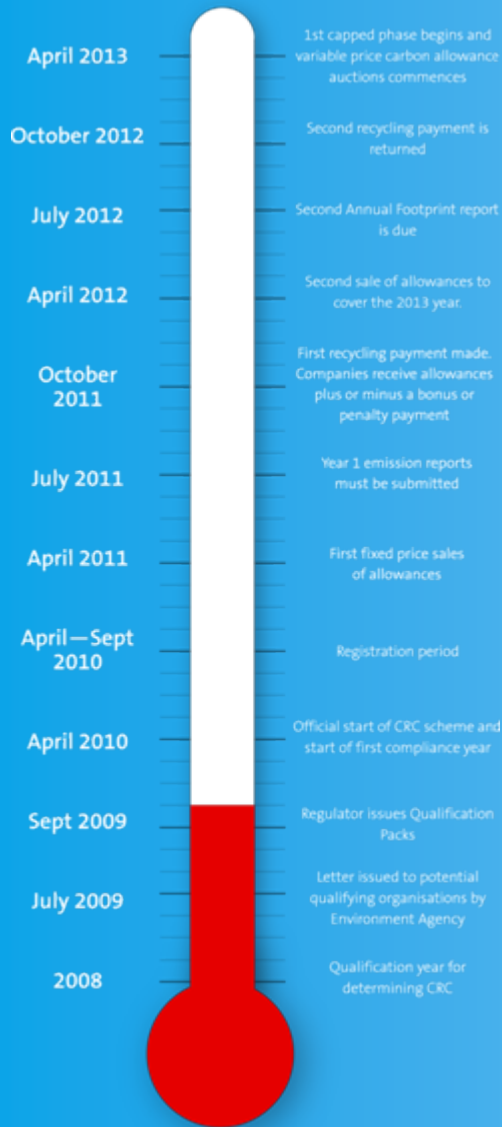 April 2013
1st capped phase begins and
variable price carbon allowance
auctions commences
October 2012
Second recycling payment is
returned
July 2012
Second Annual Footprint report
is due
April 2012
Second sale of allowances to
cover the 2013 year.
October
2011
First recycling payment made.
Companies receive allowances
plus or minus a bonus or
penalty payment
July 2011
Year 1 emission reports
must be submitted
April 2011
First fixed price sales
of allowances
April—Sept
2010
Registration period
April 2010
Official start of CRC scheme and
start of first compliance year
Sept 2009
Regulator issues Qualification
Packs
July 2009
Letter issued to potential
qualifying organisations by
Environment Agency
2008
Qualification year for
determining CRC